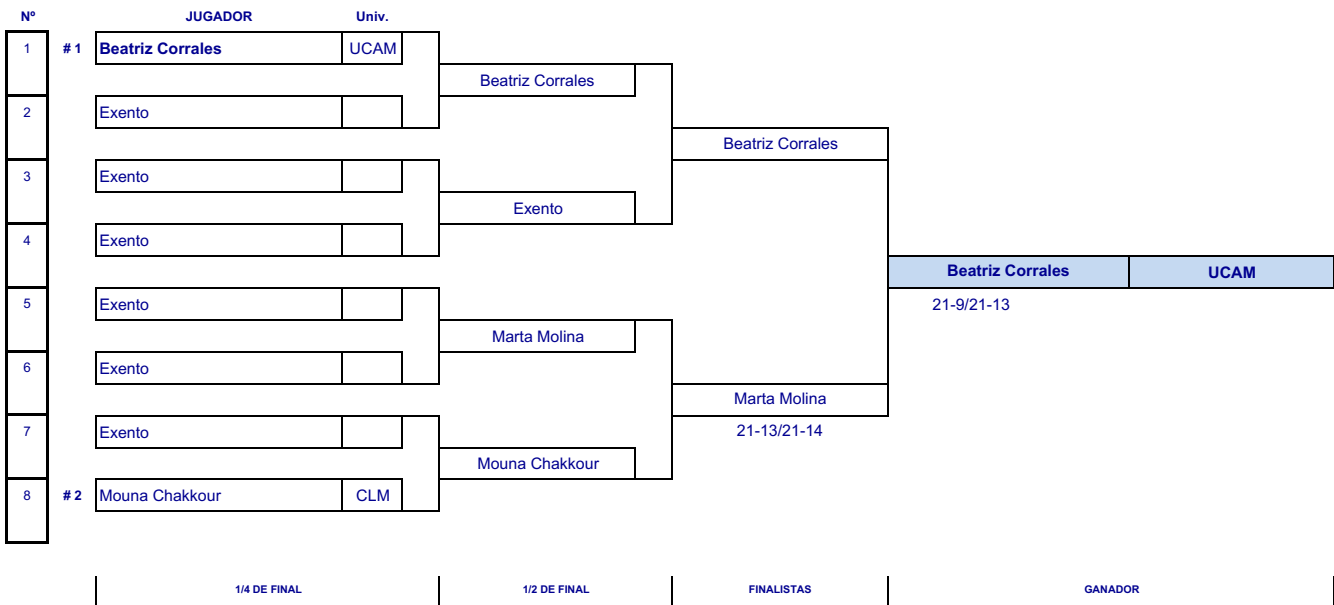 Nº JUGADOR Univ.
1 # 1 Beatriz Corrales UCAM
Beatriz Corrales
2 Exento
Beatriz Corrales
3 Exento
Exento
4 Exento
Beatriz Corrales UCAM
5 Exento 21-9/21-13
Marta Molina
6 Exento
Marta Molina
7 Exento 21-13/21-14
Mouna Chakkour
8 # 2 Mouna Chakkour CLM
1/4 DE FINAL 1/2 DE FINAL FINALISTAS GANADOR